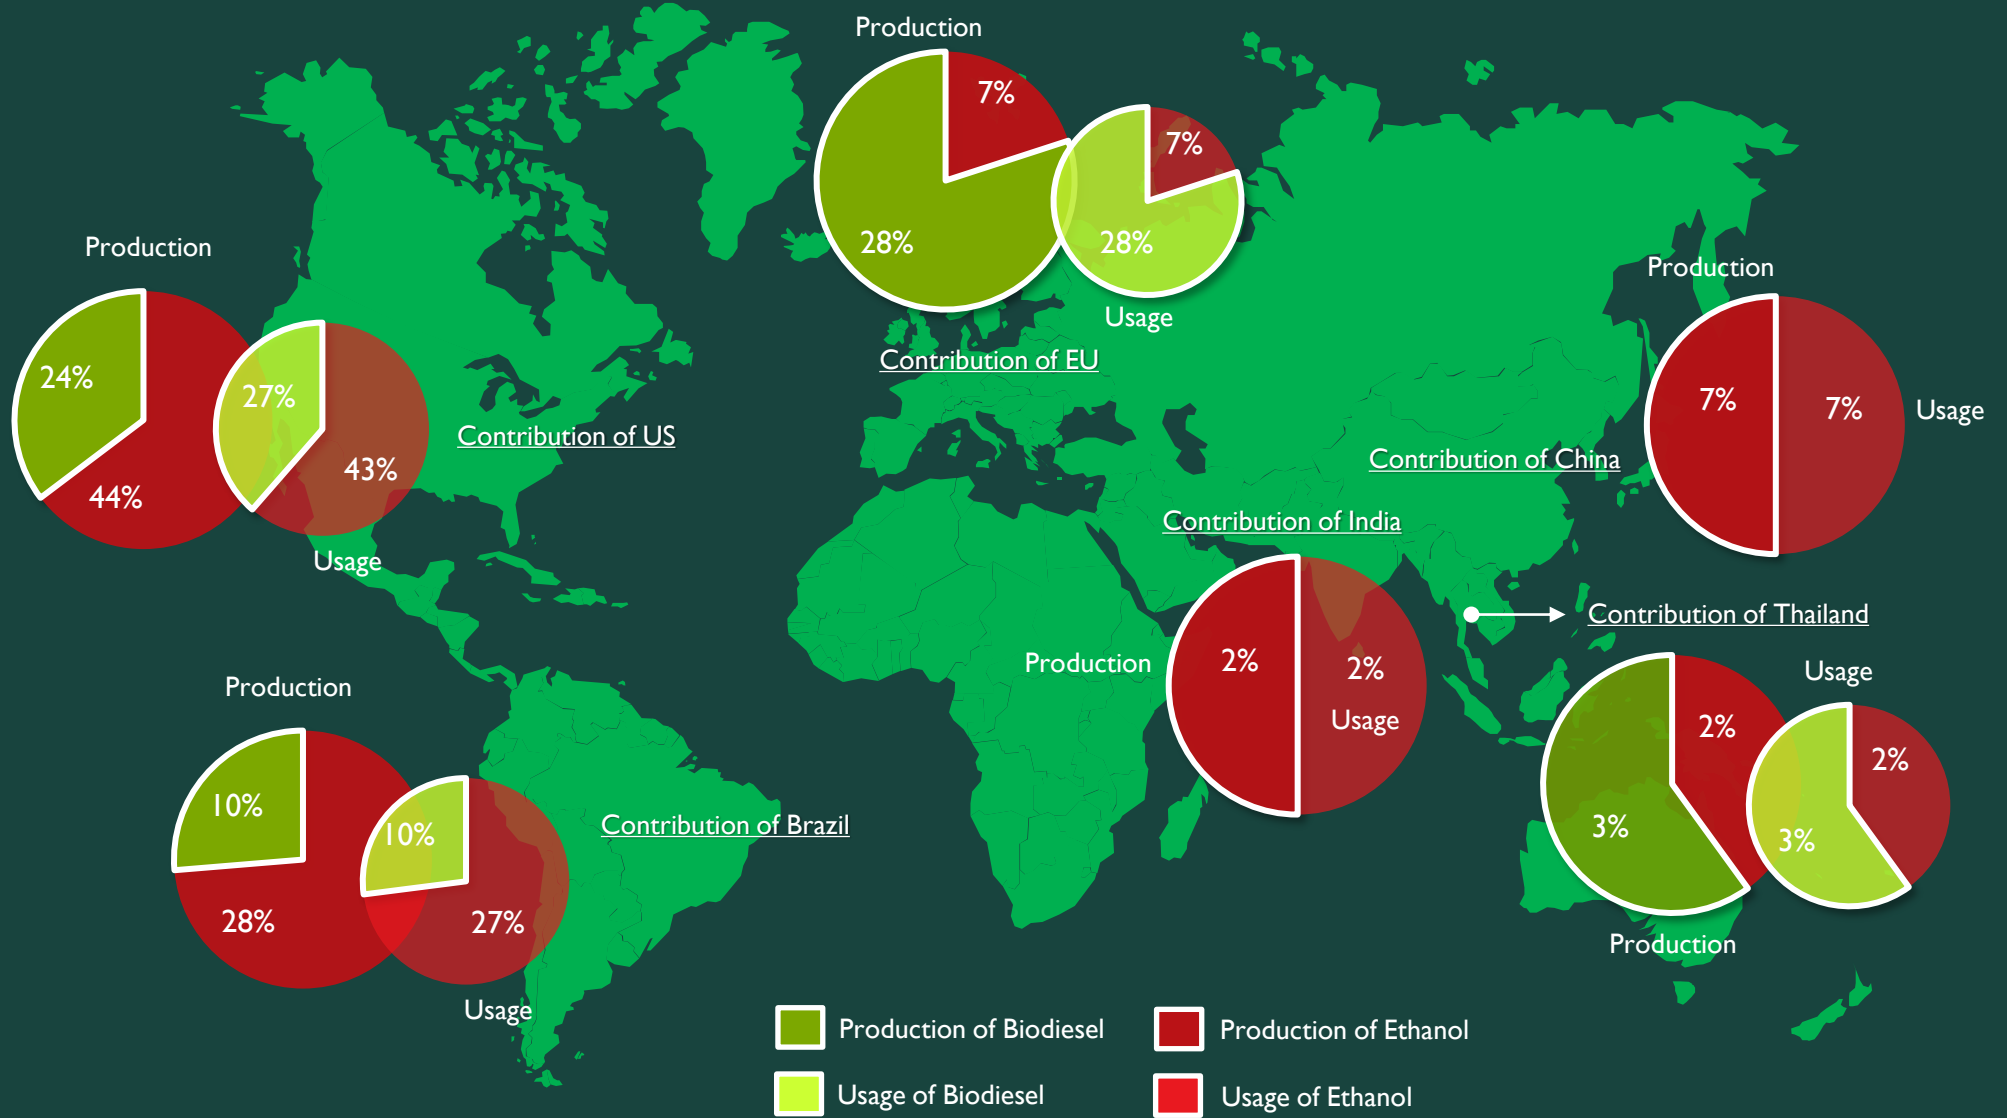 Production
7%
28%
7%
28%
Usage
Contribution of EU
Production
24%
44%
27%
43%
Usage
Contribution of US
Production
7%
7%
Usage
Contribution of China
Contribution of India
Production
2%
2%
Usage
Contribution of Thailand
Usage
2%
3%
2%
3%
Production
Production
10%
28%
10%
27%
Usage
Contribution of Brazil
Production of Biodiesel
Production of Ethanol
Usage of Biodiesel
Usage of Ethanol